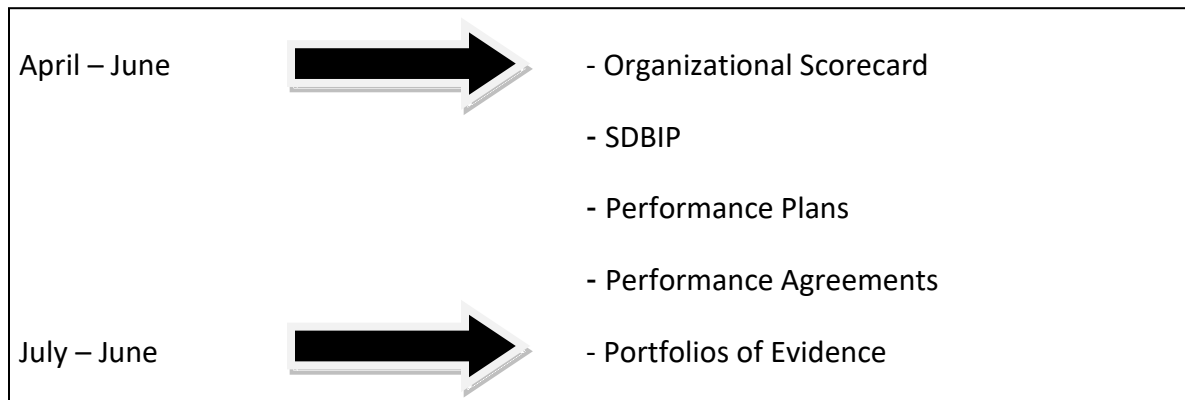 April – June - Organizational Scorecard
- SDBIP
- Performance Plans
- Performance Agreements
July – June - Portfolios of Evidence